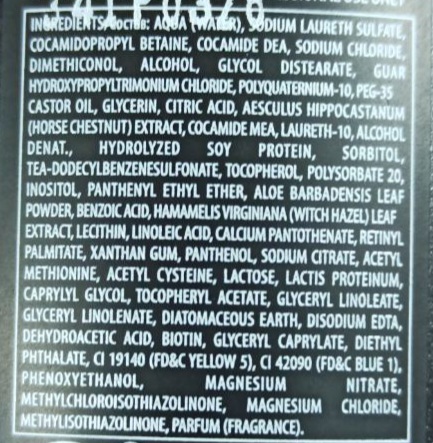 INGREDIENTS/Состав: AQUA (WATER), SODIUM LAURETH SULFATE,
COCAMIDOPROPYL BETAINE, COCAMIDE DEA, SODIUM CHLORIDE,
DIMETHICONOL, ALCOHOL, GLYCOL DISTEARATE, GUAR
HYDROXYPROPYLTRIMONIUM CHLORIDE, POLYQUATERNIUM-10, PEG-35
CASTOR OIL, GLYCERIN, CITRIC ACID, AESCULUS HIPPOCASTANUM
(HORSE CHESTNUT) EXTRACT, COCAMIDE MEA, LAURETH-10, ALCOHOL
DENAT., HYDROLYZED SOY PROTEIN, SORBITOL,
TEA-DODECYLBENZENESULFONATE, TOCOPHEROL, POLYSORBATE 20,
INOSITOL, PANTHENYL ETHYL ETHER, ALOE BARBADENSIS LEAF
POWDER, BENZOIC ACID, HAMAMELIS VIRGINIANA (WITCH HAZEL) LEAF
EXTRACT, LECITHIN, LINOLEIC ACID, CALCIUM PANTOTHENATE, RETINYL
PALMITATE, XANTHAN GUM, PANTHENOL, SODIUM CITRATE, ACETYL
METHIONINE, ACETYL CYSTEINE, LACTOSE, LACTIS PROTEINUM,
CAPRYLYL GLYCOL, TOCOPHERYL ACETATE, GLYCERYL LINOLEATE,
GLYCERYL LINOLENATE, DIATOMACEOUS EARTH, DISODIUM EDTA,
DEHYDROACETIC ACID, BIOTIN, GLYCERYL CAPRYLATE, DIETHYL
PHTHALATE, CI 19140 (FD&C YELLOW 5), CI 42090 (FD&C BLUE 1),
PHENOXYETHANOL, MAGNESIUM NITRATE,
METHYLCHLOROISOTHIAZOLINONE, MAGNESIUM CHLORIDE,
METHYLISOTHIAZOLINONE, PARFUM (FRAGRANCE).